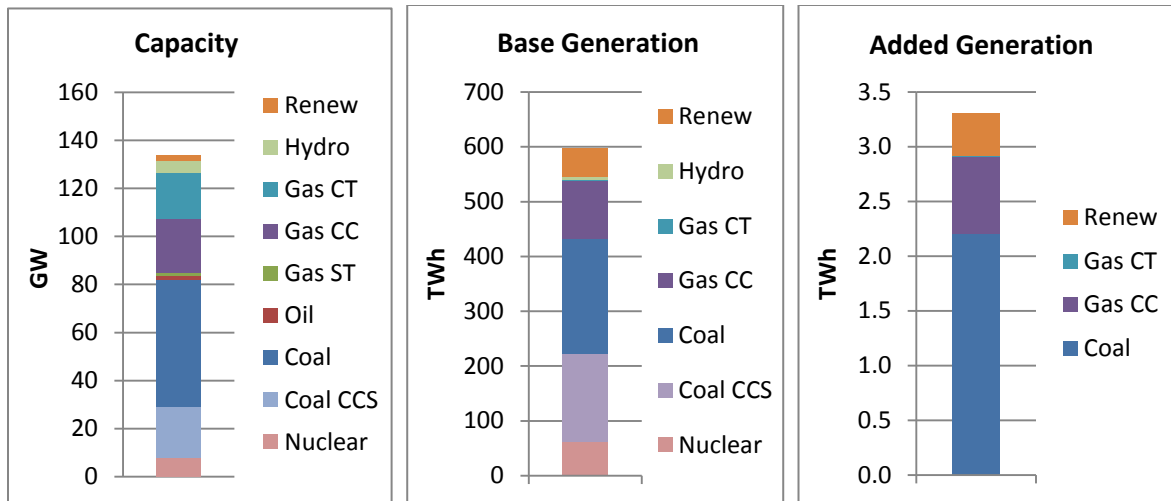 Capacity
GW
160
140
120
100
80
60
40
20
0
Renew
Hydro
Gas CT
Gas CC
Gas ST
Oil
Coal
Coal CCS
Nuclear
Base Generation
TWh
700
600
500
400
300
200
100
0
Renew
Hydro
Gas CT
Gas CC
Coal
Coal CCS
Nuclear
Added Generation
TWh
3.5
3.0
2.5
2.0
1.5
1.0
0.5
0.0
Renew
Gas CT
Gas CC
Coal